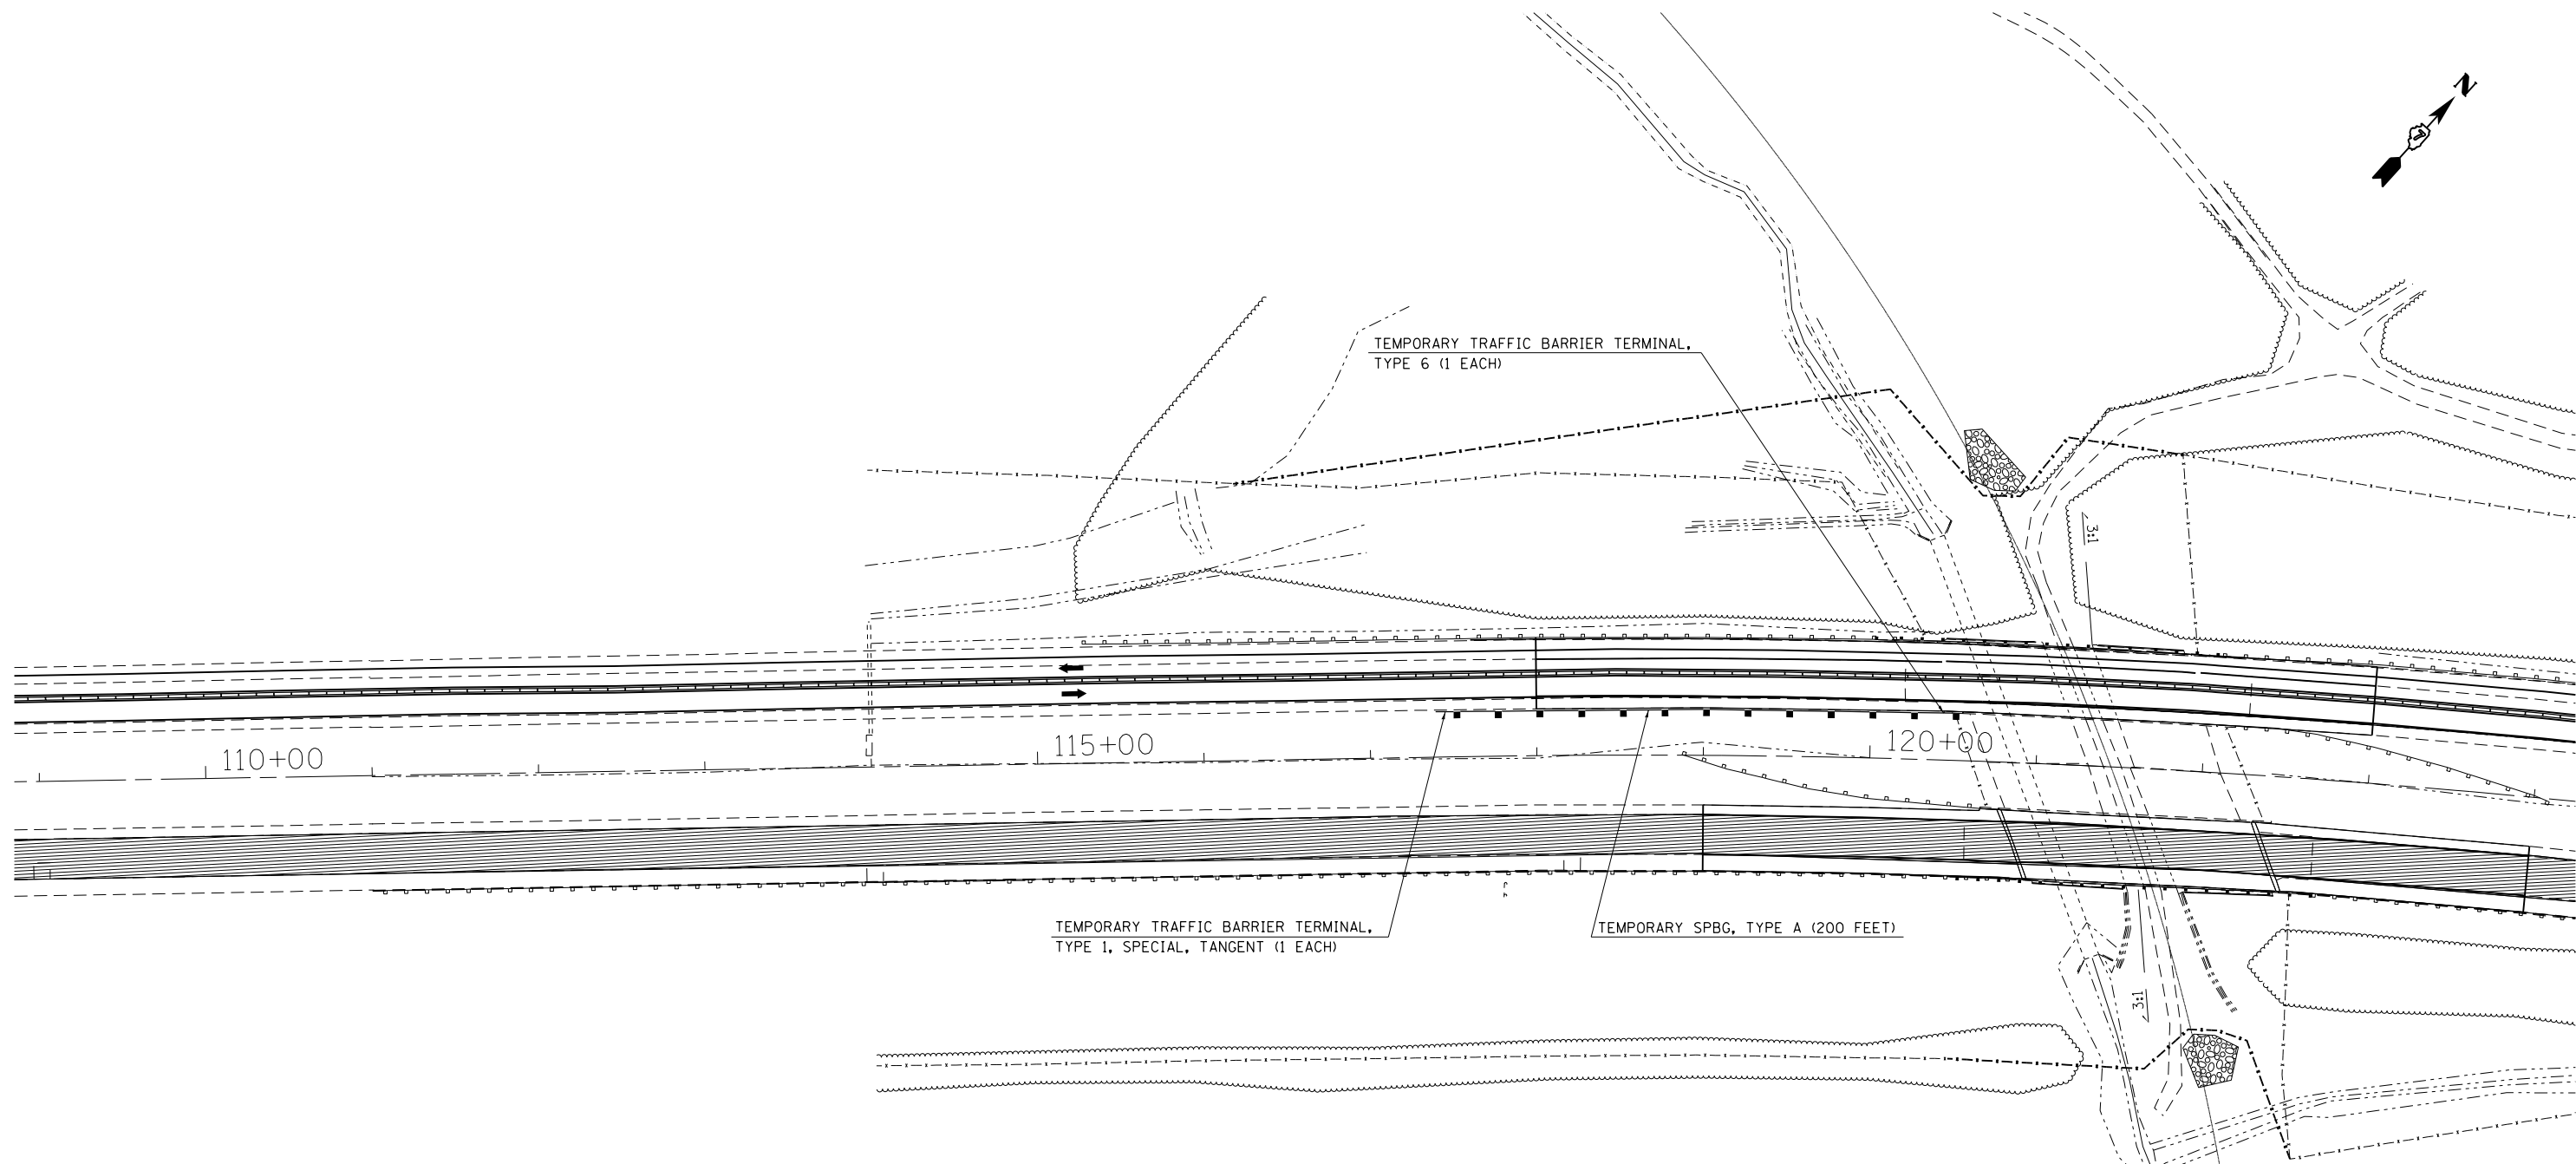 N
TEMPORARY TRAFFIC BARRIER TERMINAL,
TYPE 6 (1 EACH)
3:1
110+00
115+00
120+00
TEMPORARY TRAFFIC BARRIER TERMINAL,
TYPE 1, SPECIAL, TANGENT (1 EACH)
TEMPORARY SPBG, TYPE A (200 FEET)
3:1